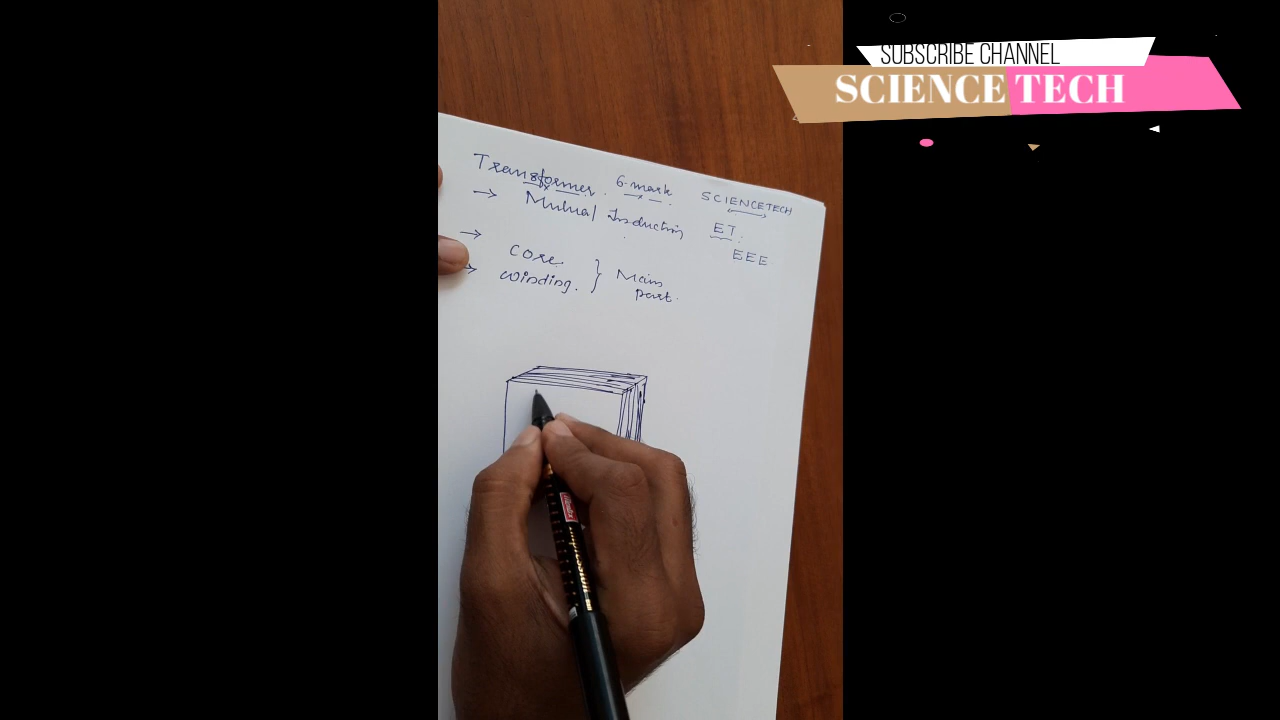 SUBSCRIBE CHANNEL
SCIENCE TECH
Transformer. 6-mark
SCIENCETECH
→ Mutual Induction
ET:
EEE
→ Core
→ Winding. } Main part.